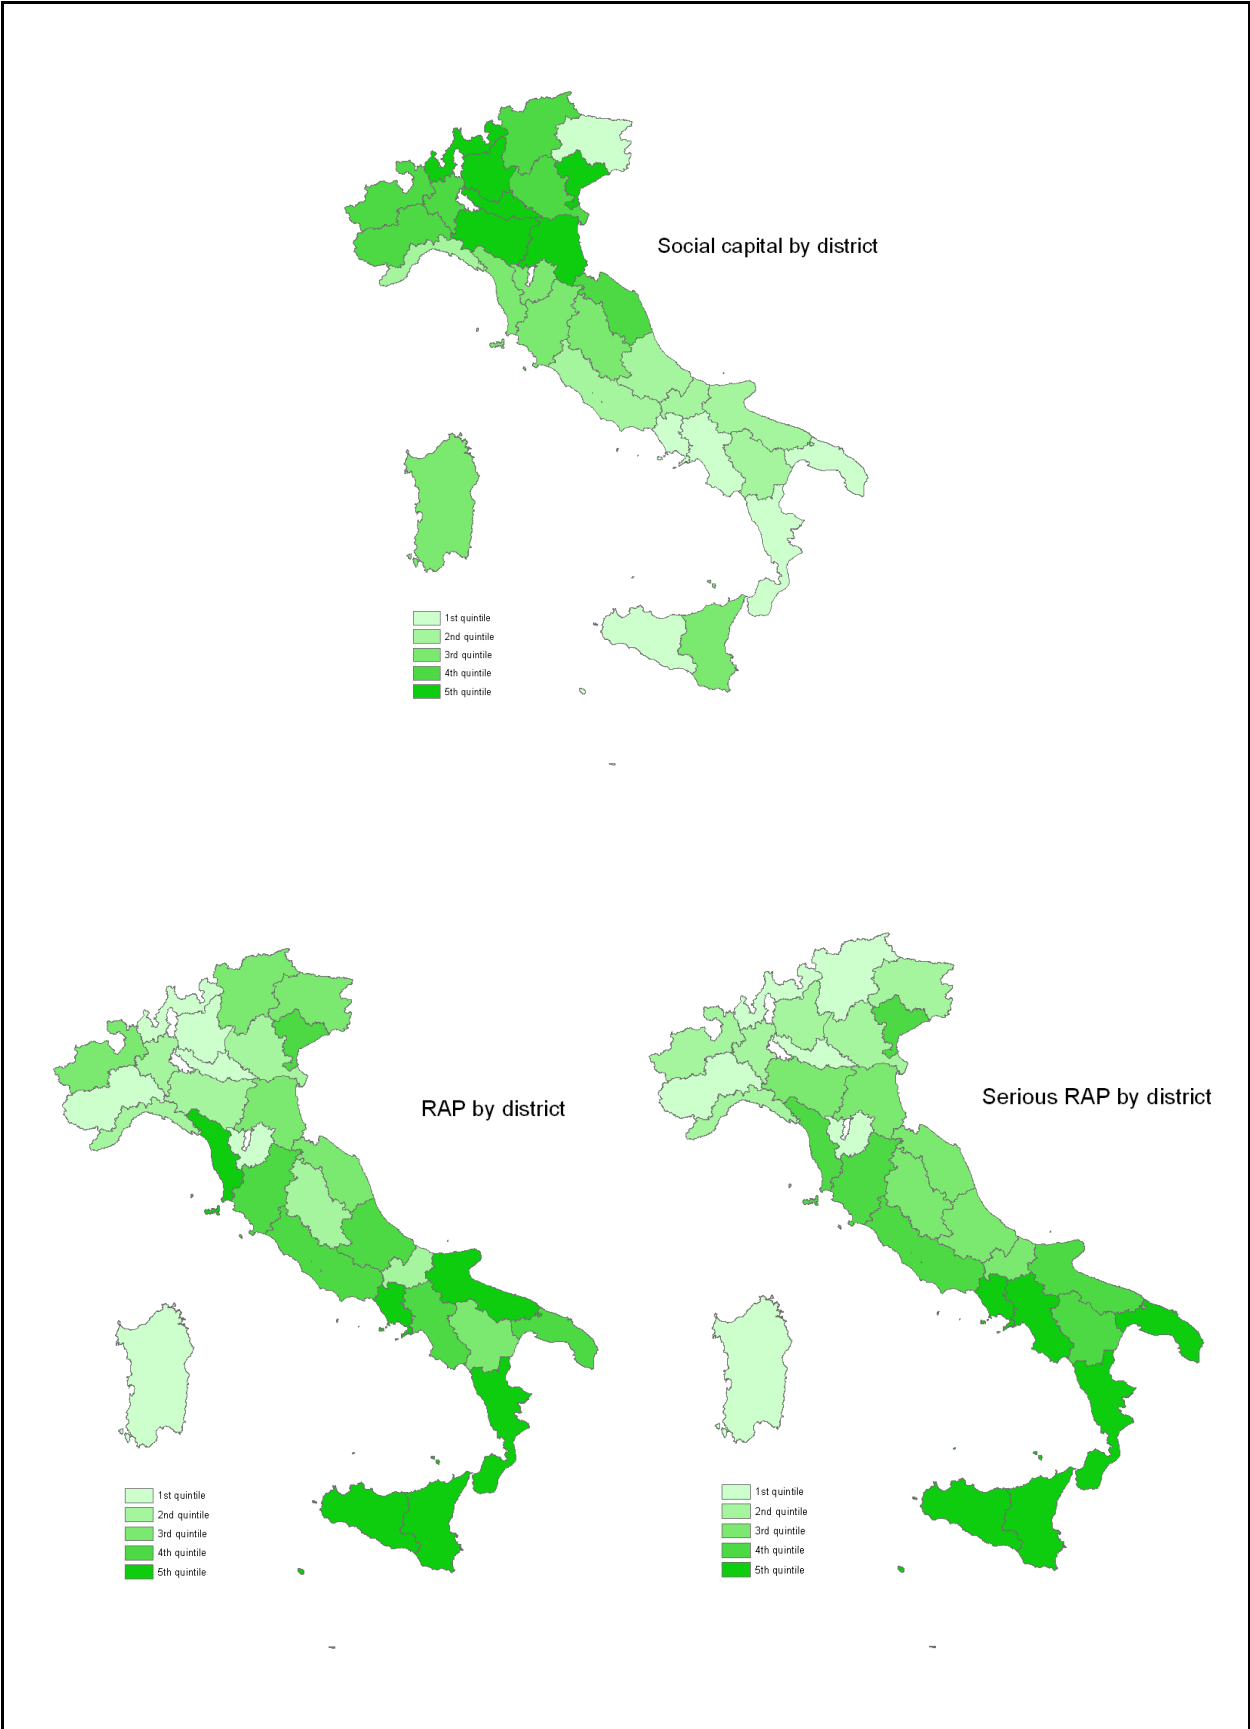 Social capital by district
1st quintile
2nd quintile
3rd quintile
4th quintile
5th quintile
RAP by district
1st quintile
2nd quintile
3rd quintile
4th quintile
5th quintile
Serious RAP by district
1st quintile
2nd quintile
3rd quintile
4th quintile
5th quintile